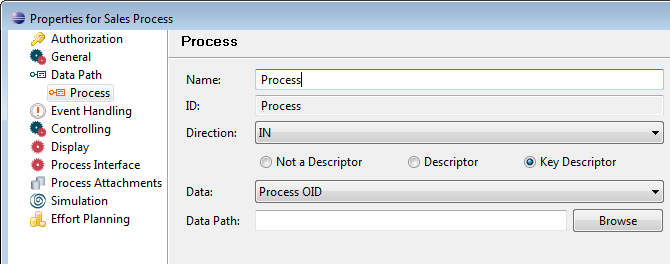 Properties for Sales Process
Authorization
General
Data Path
Process
Event Handling
Controlling
Display
Process Interface
Process Attachments
Simulation
Effort Planning
Process
Name: Process
ID: Process
Direction: IN
Not a Descriptor Descriptor Key Descriptor
Data: Process OID
Data Path: Browse